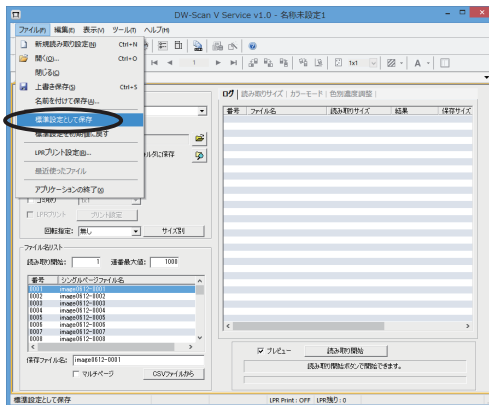 DW-Scan V Service v1.0 - 名称未設定1
ファイル(F) 編集(E) 表示(V) ツール(T) ヘルプ(H)
新規読み取り設定(N) Ctrl+N
開く(O)... Ctrl+O
閉じる(C)
上書き保存(S) Ctrl+S
名前を付けて保存(A)...
標準設定として保存
標準設定を初期値に戻す
LPRプリント設定(B)...
最近使ったファイル
アプリケーションの終了(X)
1
1x1
A
ログ 読み取りサイズ カラーモード 色別濃度調整
番号 ファイル名 読み取りサイズ 結果 保存サイズ
ルダに保存
1x1
LPRプリント プリント設定
回転指定: 無し サイズ別
ファイル名リスト
読み取り開始: 1 連番最大値: 1000
番号 シングルページファイル名
0001 image0612-0001
0002 image0612-0002
0003 image0612-0003
0004 image0612-0004
0005 image0612-0005
0006 image0612-0006
0007 image0612-0007
0008 image0612-0008
保存ファイル名: image0612-0001
マルチページ CSVファイルから
プレビュー 読み取り開始
読み取り開始ボタンで開始できます。
標準設定として保存 LPR Print : OFF LPR残り : 0